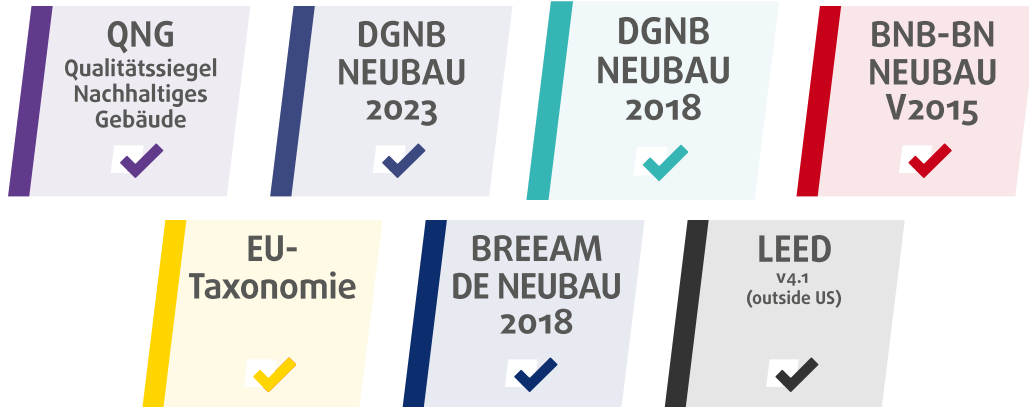 QNG
Qualitätssiegel
Nachhaltiges
Gebäude
DGNB
NEUBAU
2023
DGNB
NEUBAU
2018
BNB-BN
NEUBAU
V2015
EU-
Taxonomie
BREEAM
DE NEUBAU
2018
LEED
v4.1
(outside US)